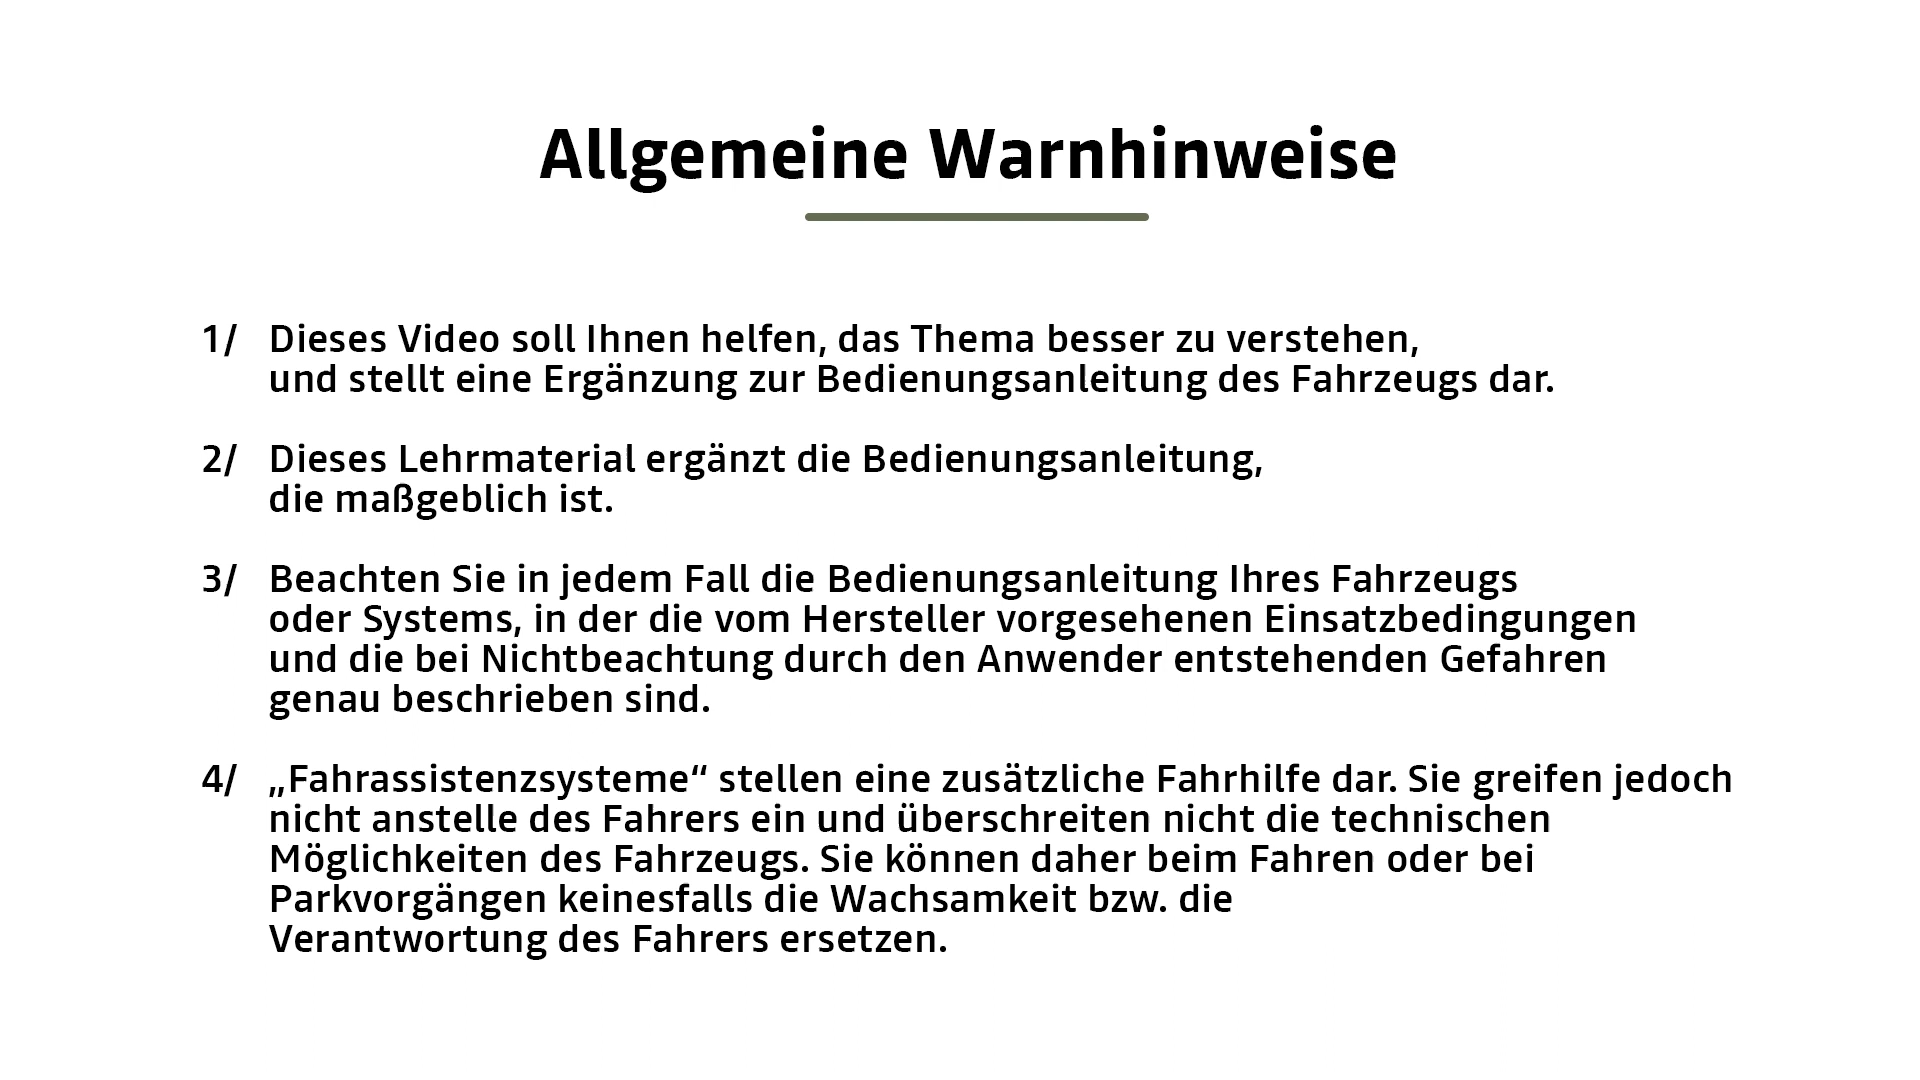 Allgemeine Warnhinweise
1/ Dieses Video soll Ihnen helfen, das Thema besser zu verstehen,
und stellt eine Ergänzung zur Bedienungsanleitung des Fahrzeugs dar.
2/ Dieses Lehrmaterial ergänzt die Bedienungsanleitung,
die maßgeblich ist.
3/ Beachten Sie in jedem Fall die Bedienungsanleitung Ihres Fahrzeugs
oder Systems, in der die vom Hersteller vorgesehenen Einsatzbedingungen
und die bei Nichtbeachtung durch den Anwender entstehenden Gefahren
genau beschrieben sind.
4/ „Fahrassistenzsysteme“ stellen eine zusätzliche Fahrhilfe dar. Sie greifen jedoch
nicht anstelle des Fahrers ein und überschreiten nicht die technischen
Möglichkeiten des Fahrzeugs. Sie können daher beim Fahren oder bei
Parkvorgängen keinesfalls die Wachsamkeit bzw. die
Verantwortung des Fahrers ersetzen.